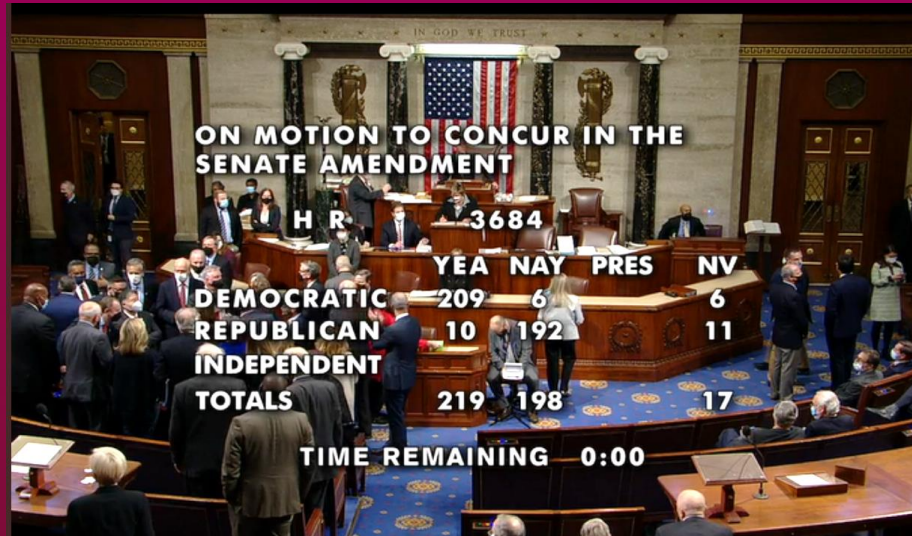 IN GOD WE TRUST
ON MOTION TO CONCUR IN THE
SENATE AMENDMENT
H R 3684
YEA NAY PRES NV
DEMOCRATIC 209 6 6
REPUBLICAN 10 192 11
INDEPENDENT
TOTALS 219 198 17
TIME REMAINING 0:00